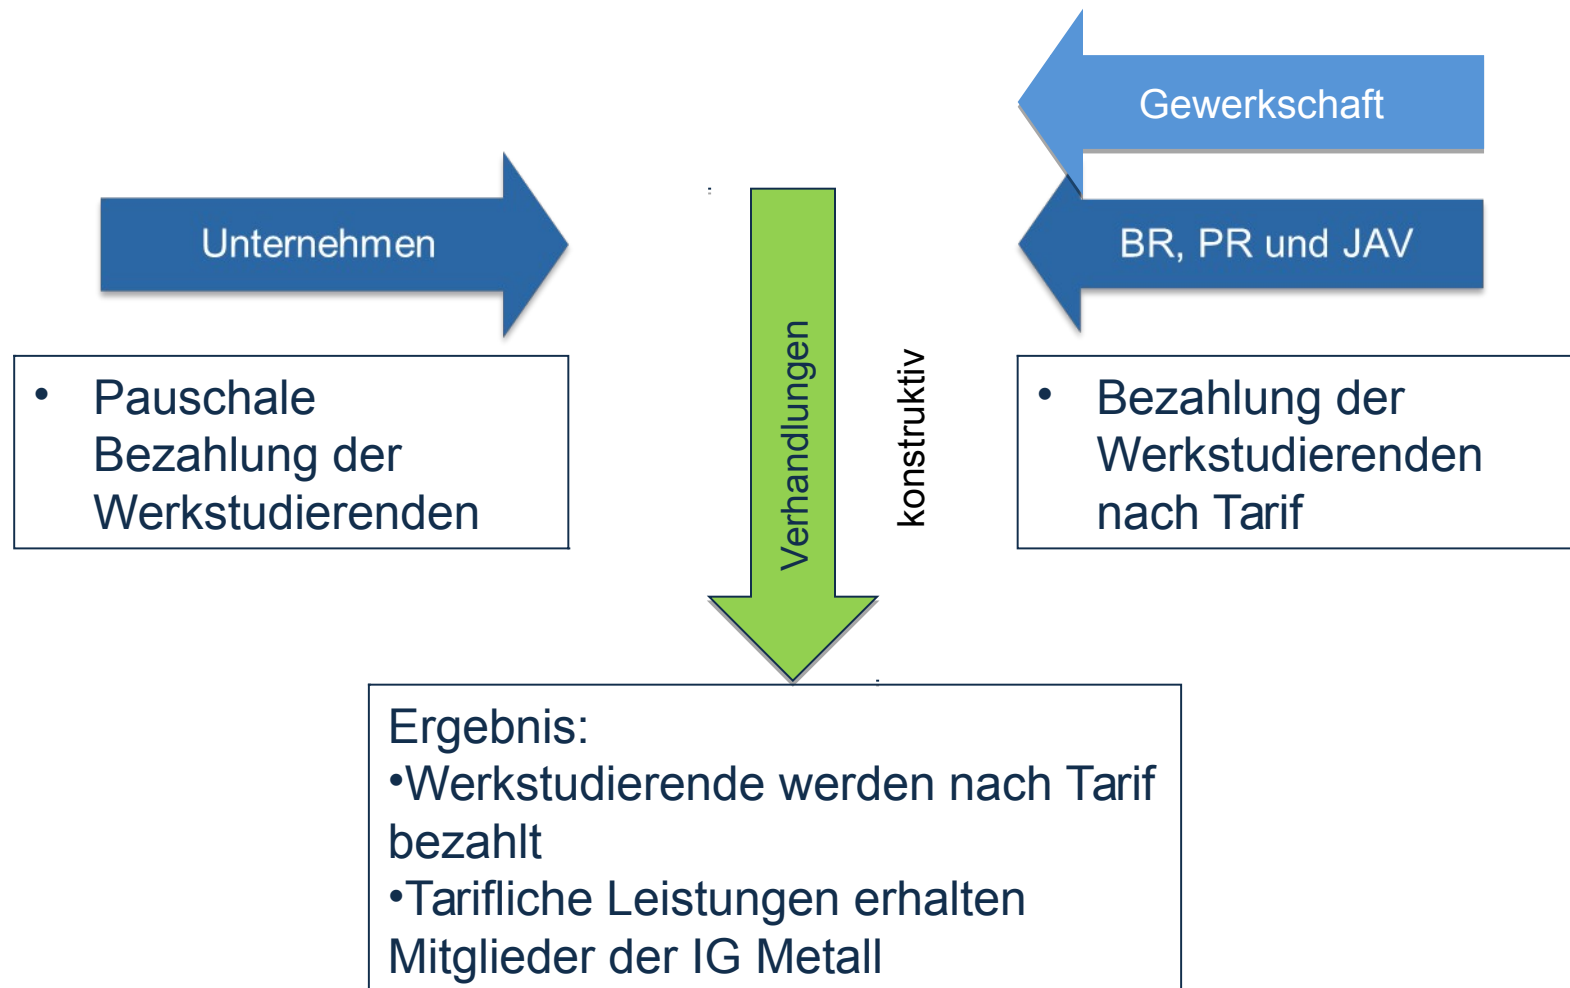 Gewerkschaft
Unternehmen
BR, PR und JAV
• Pauschale
Bezahlung der
Werkstudierenden
Verhandlungen
konstruktiv
• Bezahlung der
Werkstudierenden
nach Tarif
Ergebnis:
•Werkstudierende werden nach Tarif
bezahlt
•Tarifliche Leistungen erhalten
Mitglieder der IG Metall